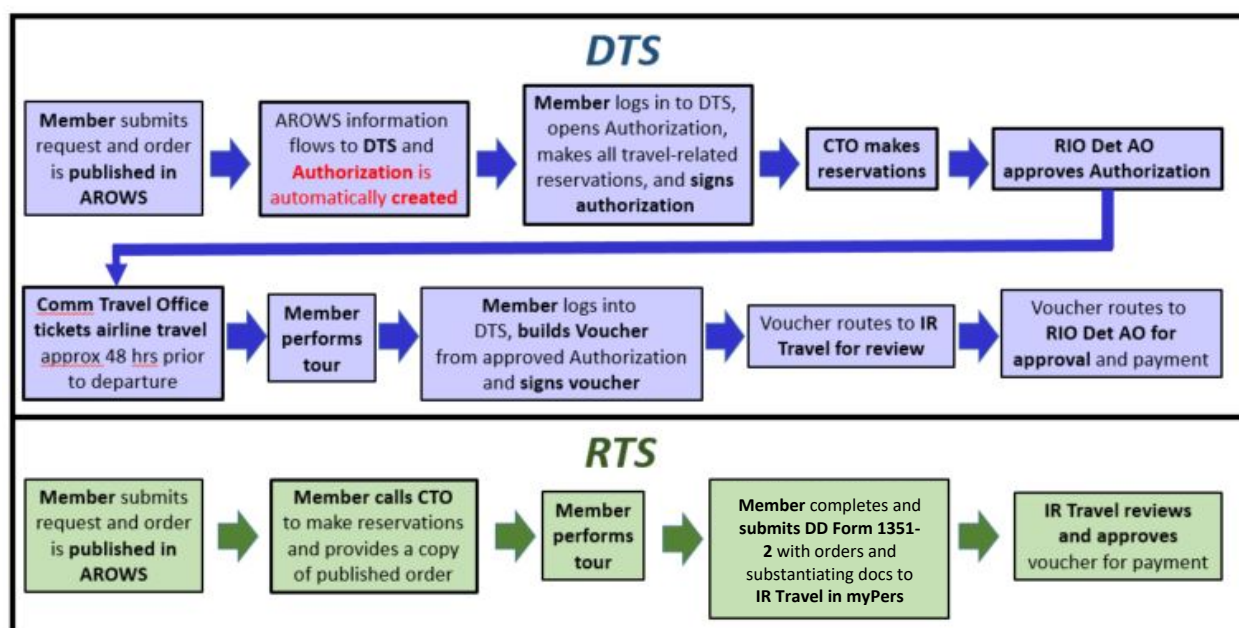 DTS
Member submits
request and order
is published in
AROWS
AROWS information
flows to DTS and
Authorization is
automatically created
Member logs in to DTS,
opens Authorization,
makes all travel-related
reservations, and signs
authorization
CTO makes
reservations
RIO Det AO
approves Authorization
Comm Travel Office
tickets airline travel
approx 48 hrs prior
to departure
Member
performs
tour
Member logs into
DTS, builds Voucher
from approved Authorization
and signs voucher
Voucher routes to IR
Travel for review
Voucher routes to
RIO Det AO for
approval and payment
RTS
Member submits
request and order
is published in
AROWS
Member calls CTO
to make reservations
and provides a copy
of published order
Member
performs
tour
Member completes and
submits DD Form 1351-
2 with orders and
substantiating docs to
IR Travel in myPers
IR Travel reviews
and approves
voucher for payment